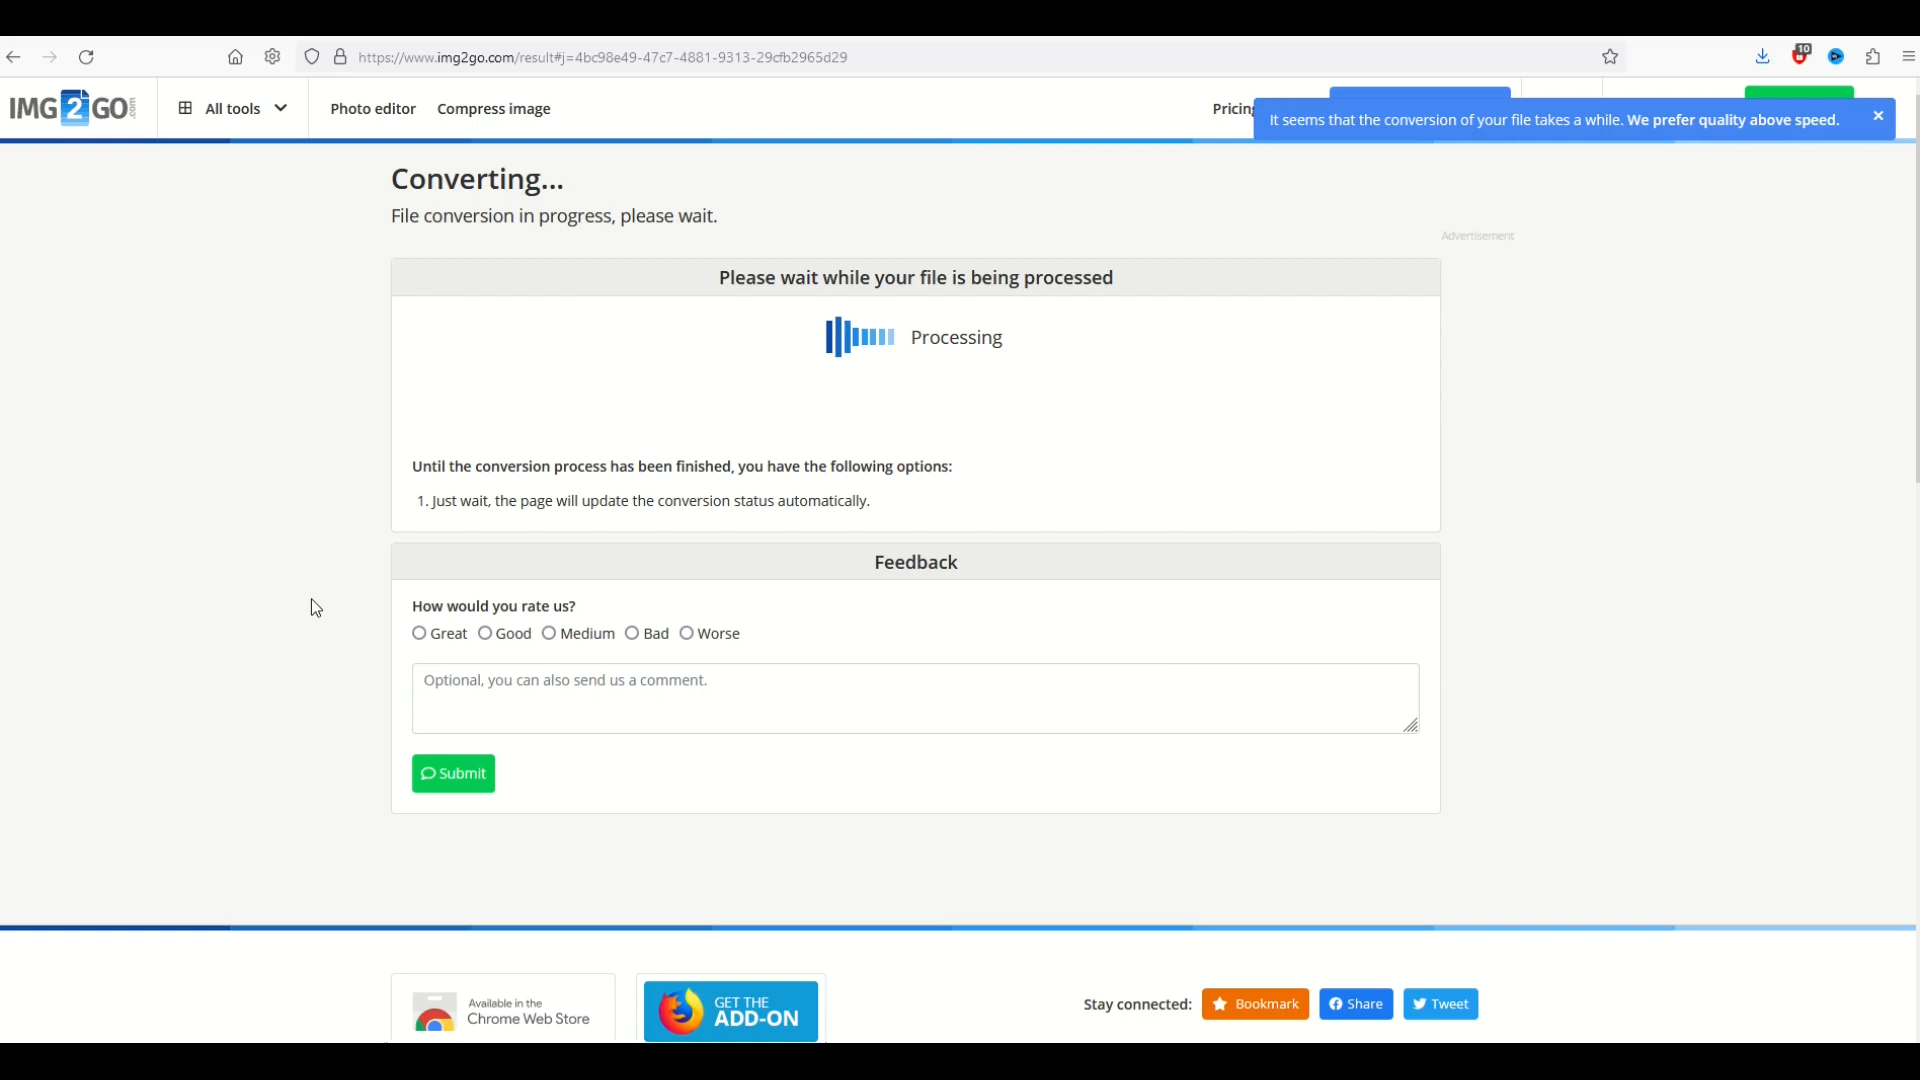 10
https://www.img2go.com/result#j=4bc98e49-47c7-4881-9313-29cfb2965d29
IMG2GO.com
All tools
Photo editor
Compress image
Pricing
It seems that the conversion of your file takes a while. We prefer quality above speed.
Converting...
File conversion in progress, please wait.
Advertisement
Please wait while your file is being processed
Processing
Until the conversion process has been finished, you have the following options:
1. Just wait, the page will update the conversion status automatically.
Feedback
How would you rate us?
Great Good Medium Bad Worse
Optional, you can also send us a comment.
Submit
Available in the
Chrome Web Store
GET THE
ADD-ON
Stay connected:
Bookmark
Share
Tweet